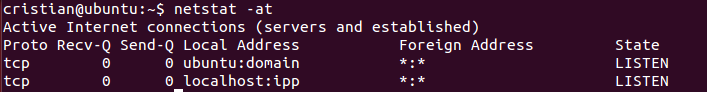 cristian@ubuntu:~$ netstat -at
Active Internet connections (servers and established)
Proto Recv-Q Send-Q Local Address           Foreign Address         State
tcp        0      0 ubuntu:domain           *:*                     LISTEN
tcp        0      0 localhost:ipp           *:*                     LISTEN